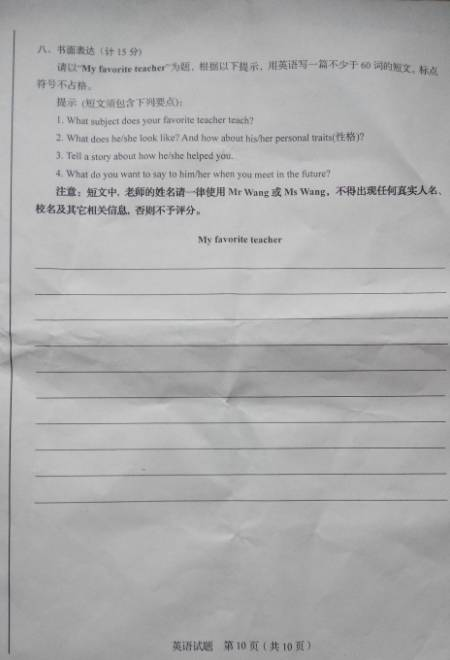 八、书面表达（计 15 分）
请以“My favorite teacher”为题，根据以下提示，用英语写一篇不少于 60 词的短文。标点
符号不占格。
提示 (短文须包含下列要点):
1. What subject does your favorite teacher teach?
2. What does he/she look like? And how about his/her personal traits(性格)?
3. Tell a story about how he/she helped you.
4. What do you want to say to him/her when you meet in the future?
注意：短文中，老师的姓名请一律使用 Mr Wang 或 Ms Wang，不得出现任何真实人名、
校名及其它相关信息，否则不予评分。
My favorite teacher
英语试题 第 10 页（共 10 页）